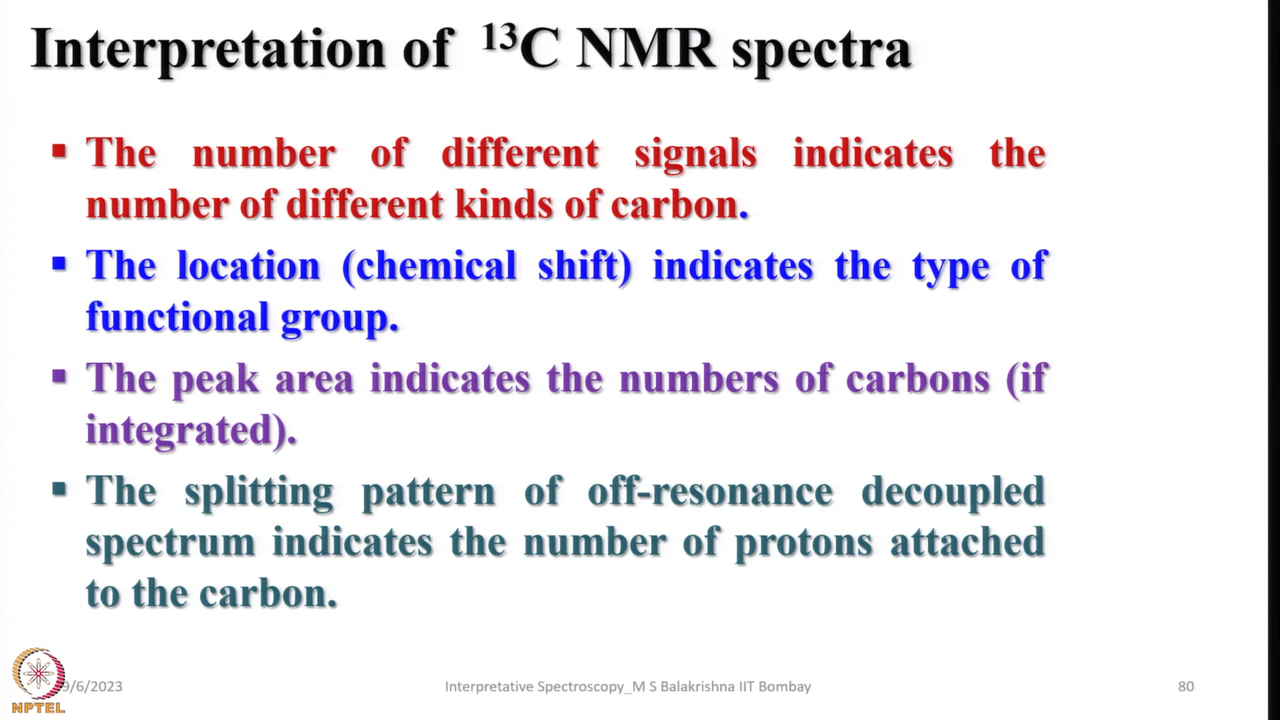 Interpretation of ¹³C NMR spectra
▪ The number of different signals indicates the
number of different kinds of carbon.
▪ The location (chemical shift) indicates the type of
functional group.
▪ The peak area indicates the numbers of carbons (if
integrated).
▪ The splitting pattern of off-resonance decoupled
spectrum indicates the number of protons attached
to the carbon.
9/6/2023
Interpretative Spectroscopy_M S Balakrishna IIT Bombay
80
NPTEL